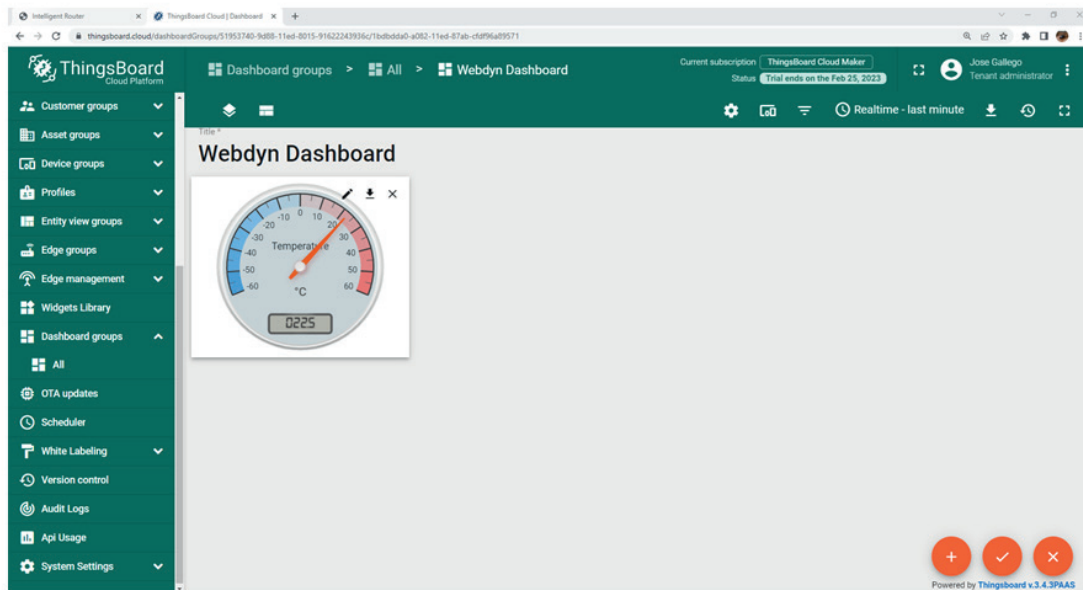 Intelligent Router
ThingsBoard Cloud | Dashboard
thingsboard.cloud/dashboardGroups/51953740-9d88-11ed-8015-91622243936c/1bdbdda0-a082-11ed-87ab-cfdf96a89571
ThingsBoard
Cloud Platform
Dashboard groups > All > Webdyn Dashboard
Current subscription ThingsBoard Cloud Maker
Status Trial ends on the Feb 25, 2023
Jose Gallego
Tenant administrator
Realtime - last minute
Customer groups
Asset groups
Device groups
Profiles
Entity view groups
Edge groups
Edge management
Widgets Library
Dashboard groups
All
OTA updates
Scheduler
White Labeling
Version control
Audit Logs
Api Usage
System Settings
Title *
Webdyn Dashboard
-60 -50 -40 -30 -20 -10 0 10 20 30 40 50 60
Temperature
°C
022.5
Powered by Thingsboard v.3.4.3PAAS